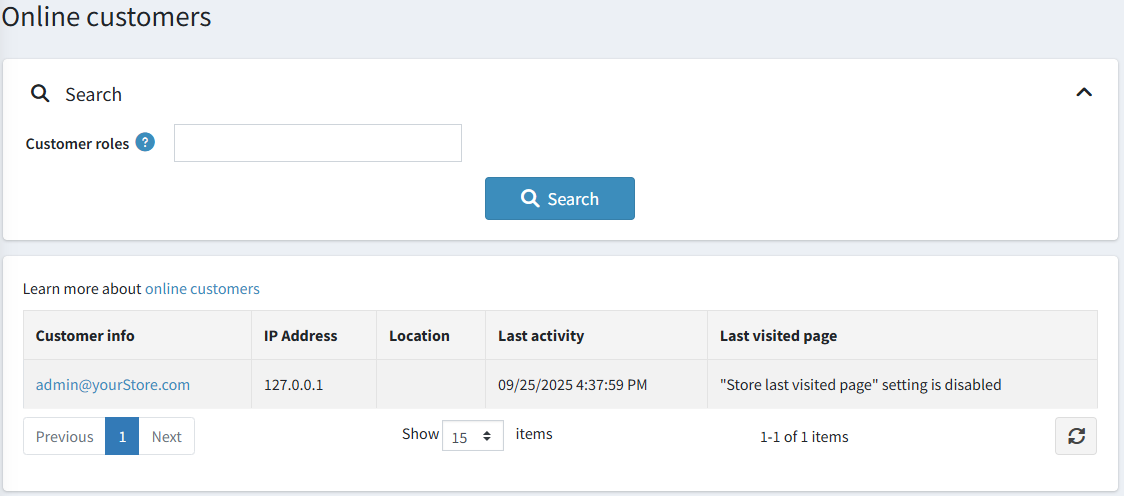 Online customers
Search
Customer roles ?
Search
Learn more about online customers
Customer info IP Address Location Last activity Last visited page
admin@yourStore.com 127.0.0.1 09/25/2025 4:37:59 PM "Store last visited page" setting is disabled
Previous 1 Next Show 15 items 1-1 of 1 items